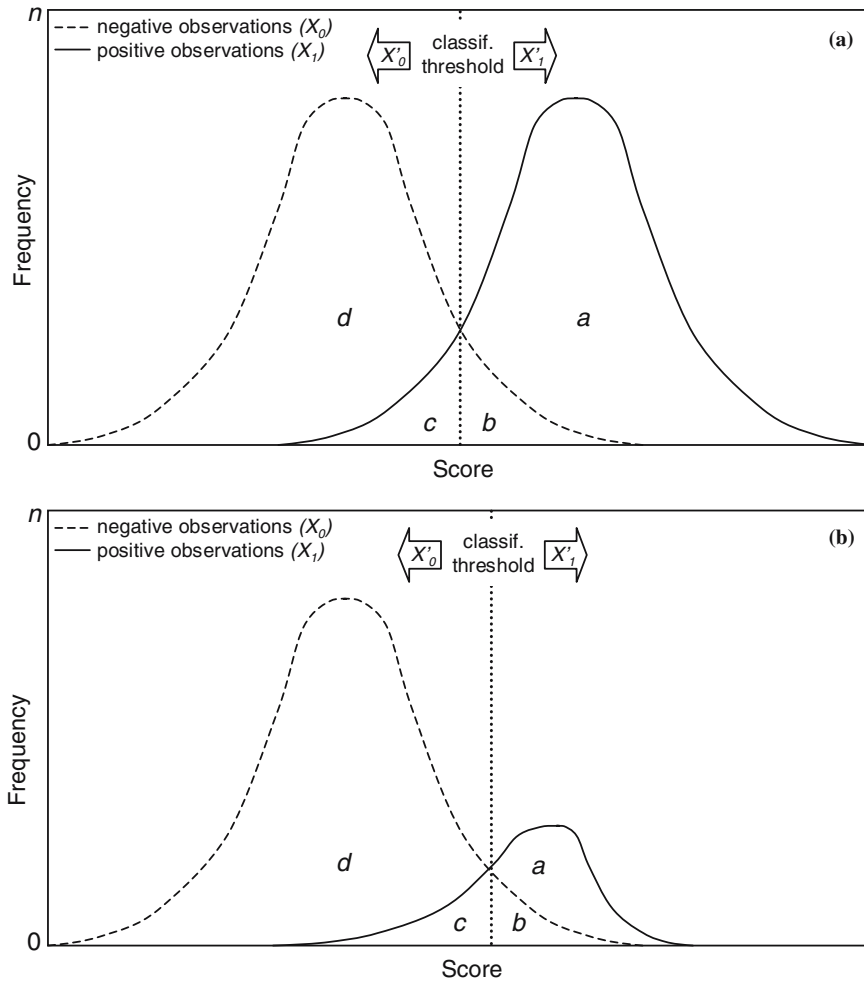 n
negative observations (X0)
positive observations (X1)
X'0
classif.
threshold
X'1
(a)
Frequency
d
a
c
b
0
Score
n
negative observations (X0)
positive observations (X1)
X'0
classif.
threshold
X'1
(b)
Frequency
d
a
c
b
0
Score